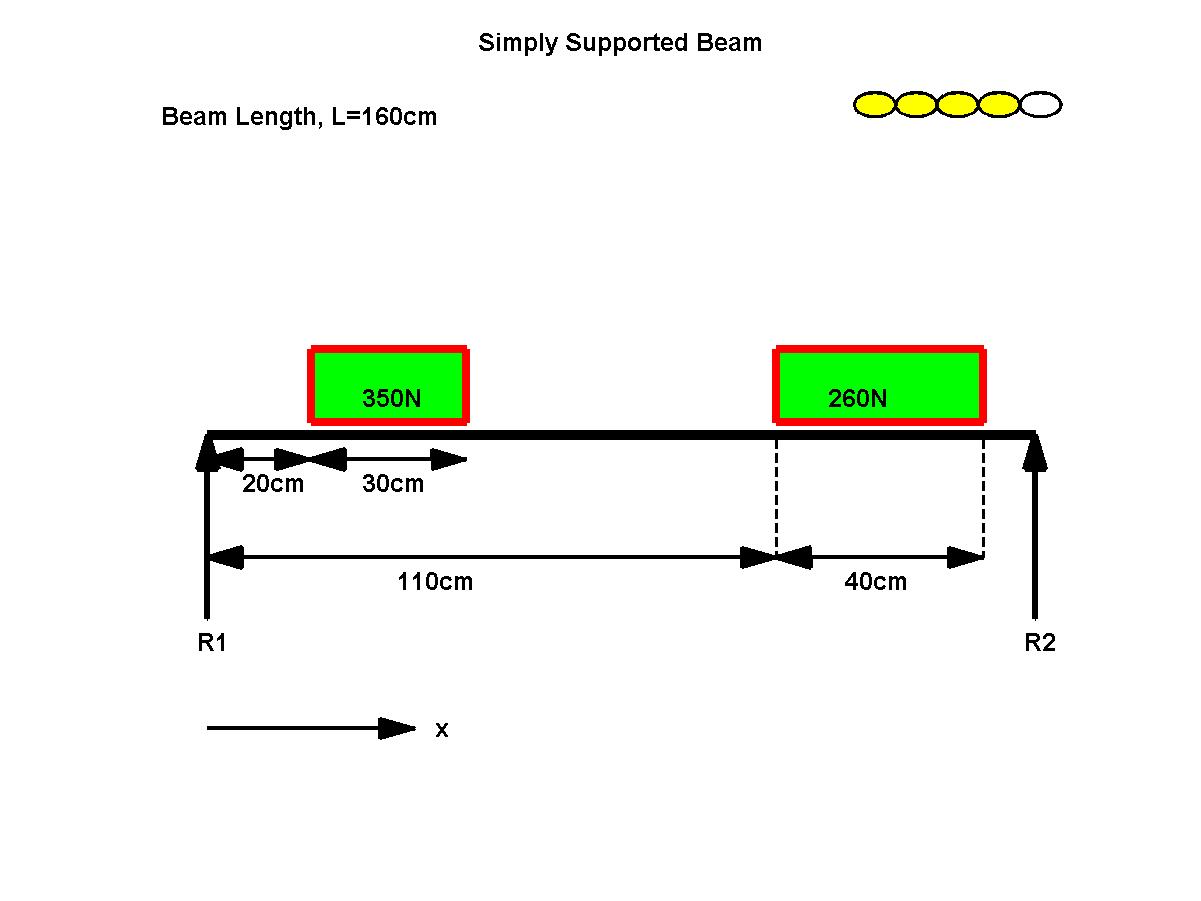 Simply Supported Beam
Beam Length, L=160cm
350N
260N
20cm
30cm
110cm
40cm
R1
R2
x